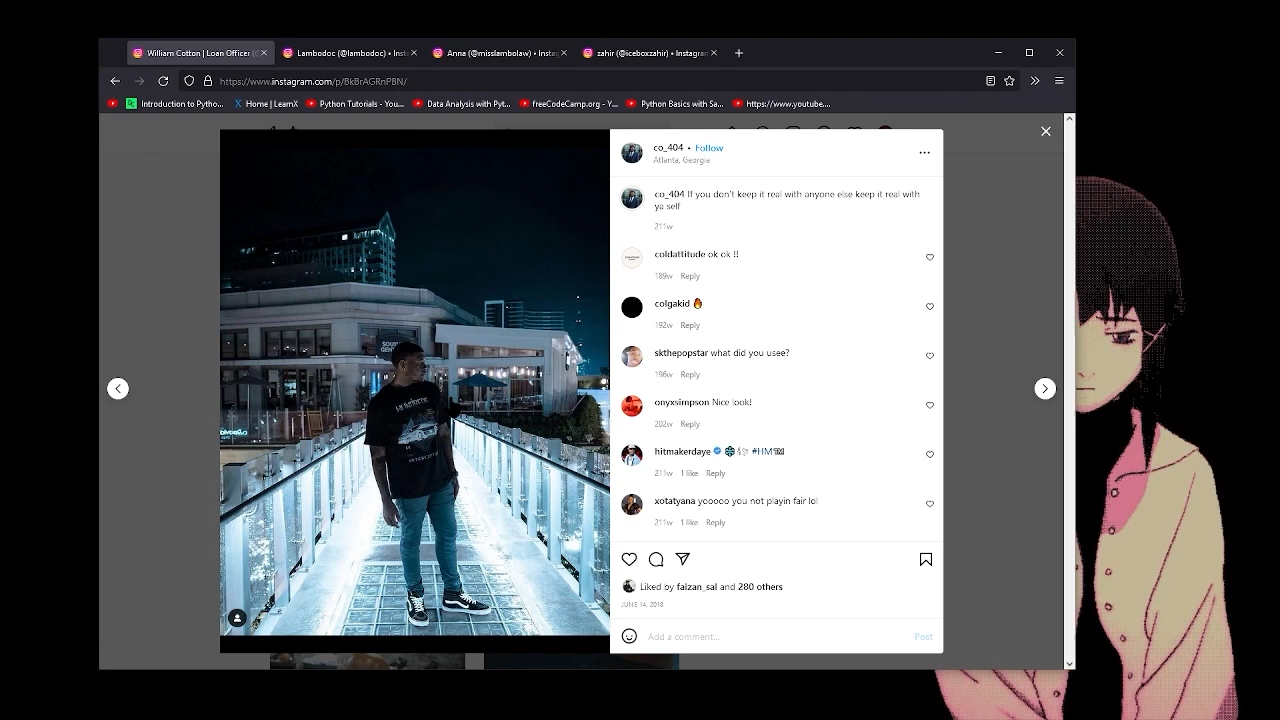 William Cotton | Loan Officer (@
Lambodoc (@lambodoc) • Insta
Anna (@misslambolaw) • Instag
zahir (@iceboxzahir) • Instagram
https://www.instagram.com/p/BkBrAGRnPBN/
Introduction to Pytho...
Home | LearnX
Python Tutorials - You...
Data Analysis with Pyt...
freeCodeCamp.org - Y...
Python Basics with Sa...
https://www.youtube...
co_404 • Follow
Atlanta, Georgia
co_404 If you don't keep it real with anyone else keep it real with
ya self
211w
coldattitude ok ok !!
189w Reply
colgakid 🔥
192w Reply
skthepopstar what did you usee?
196w Reply
onyxsimpson Nice look!
202w Reply
hitmakerdaye
211w 1 like Reply
xotatyana yooooo you not playin fair lol
211w 1 like Reply
Liked by faizan_sal and 280 others
JUNE 14, 2018
Add a comment...
Post